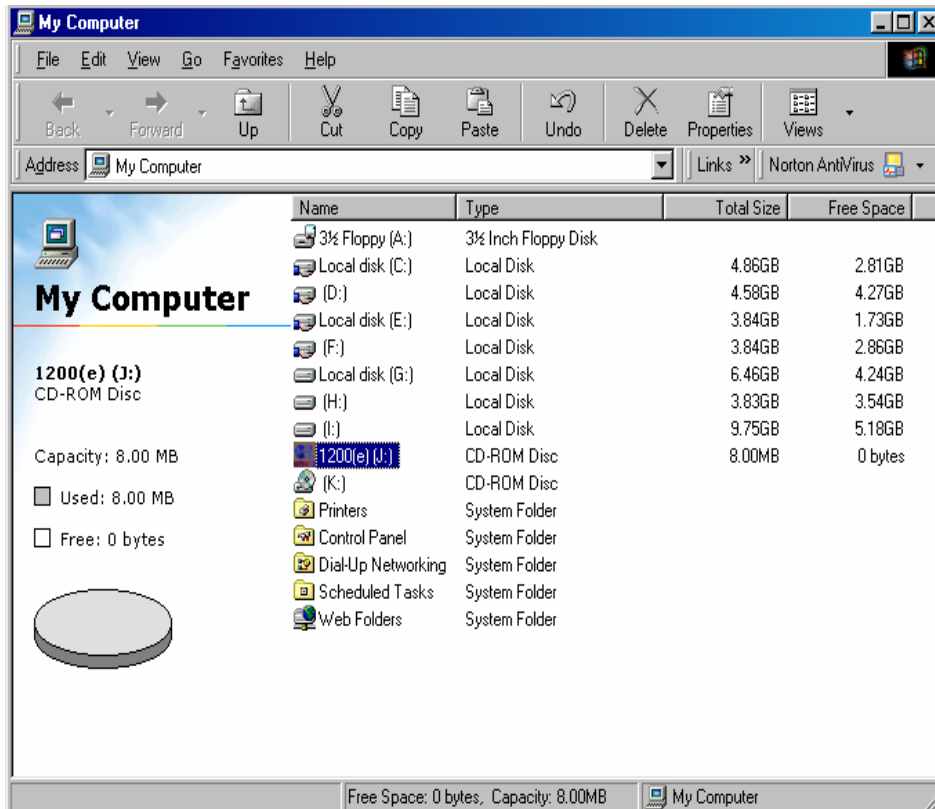 My Computer
File Edit View Go Favorites Help
Back Forward Up Cut Copy Paste Undo Delete Properties Views
Address My Computer Links » Norton AntiVirus
My Computer
1200(e) (J:)
CD-ROM Disc
Capacity: 8.00 MB
Used: 8.00 MB
Free: 0 bytes
Name Type Total Size Free Space
3½ Floppy (A:) 3½ Inch Floppy Disk
Local disk (C:) Local Disk 4.86GB 2.81GB
(D:) Local Disk 4.58GB 4.27GB
Local disk (E:) Local Disk 3.84GB 1.73GB
(F:) Local Disk 3.84GB 2.86GB
Local disk (G:) Local Disk 6.46GB 4.24GB
(H:) Local Disk 3.83GB 3.54GB
(I:) Local Disk 9.75GB 5.18GB
1200(e) (J:) CD-ROM Disc 8.00MB 0 bytes
(K:) CD-ROM Disc
Printers System Folder
Control Panel System Folder
Dial-Up Networking System Folder
Scheduled Tasks System Folder
Web Folders System Folder
Free Space: 0 bytes, Capacity: 8.00MB My Computer